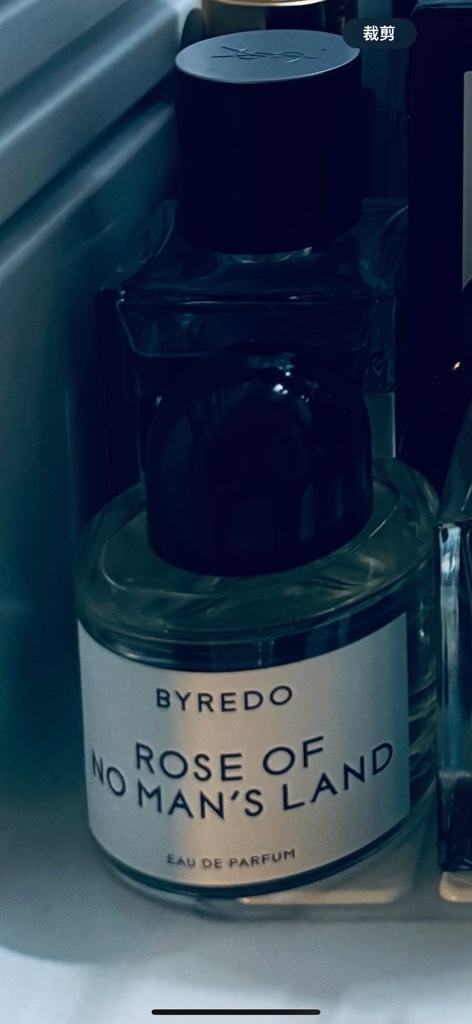 裁剪
BYREDO
ROSE OF
NO MAN'S LAND
EAU DE PARFUM